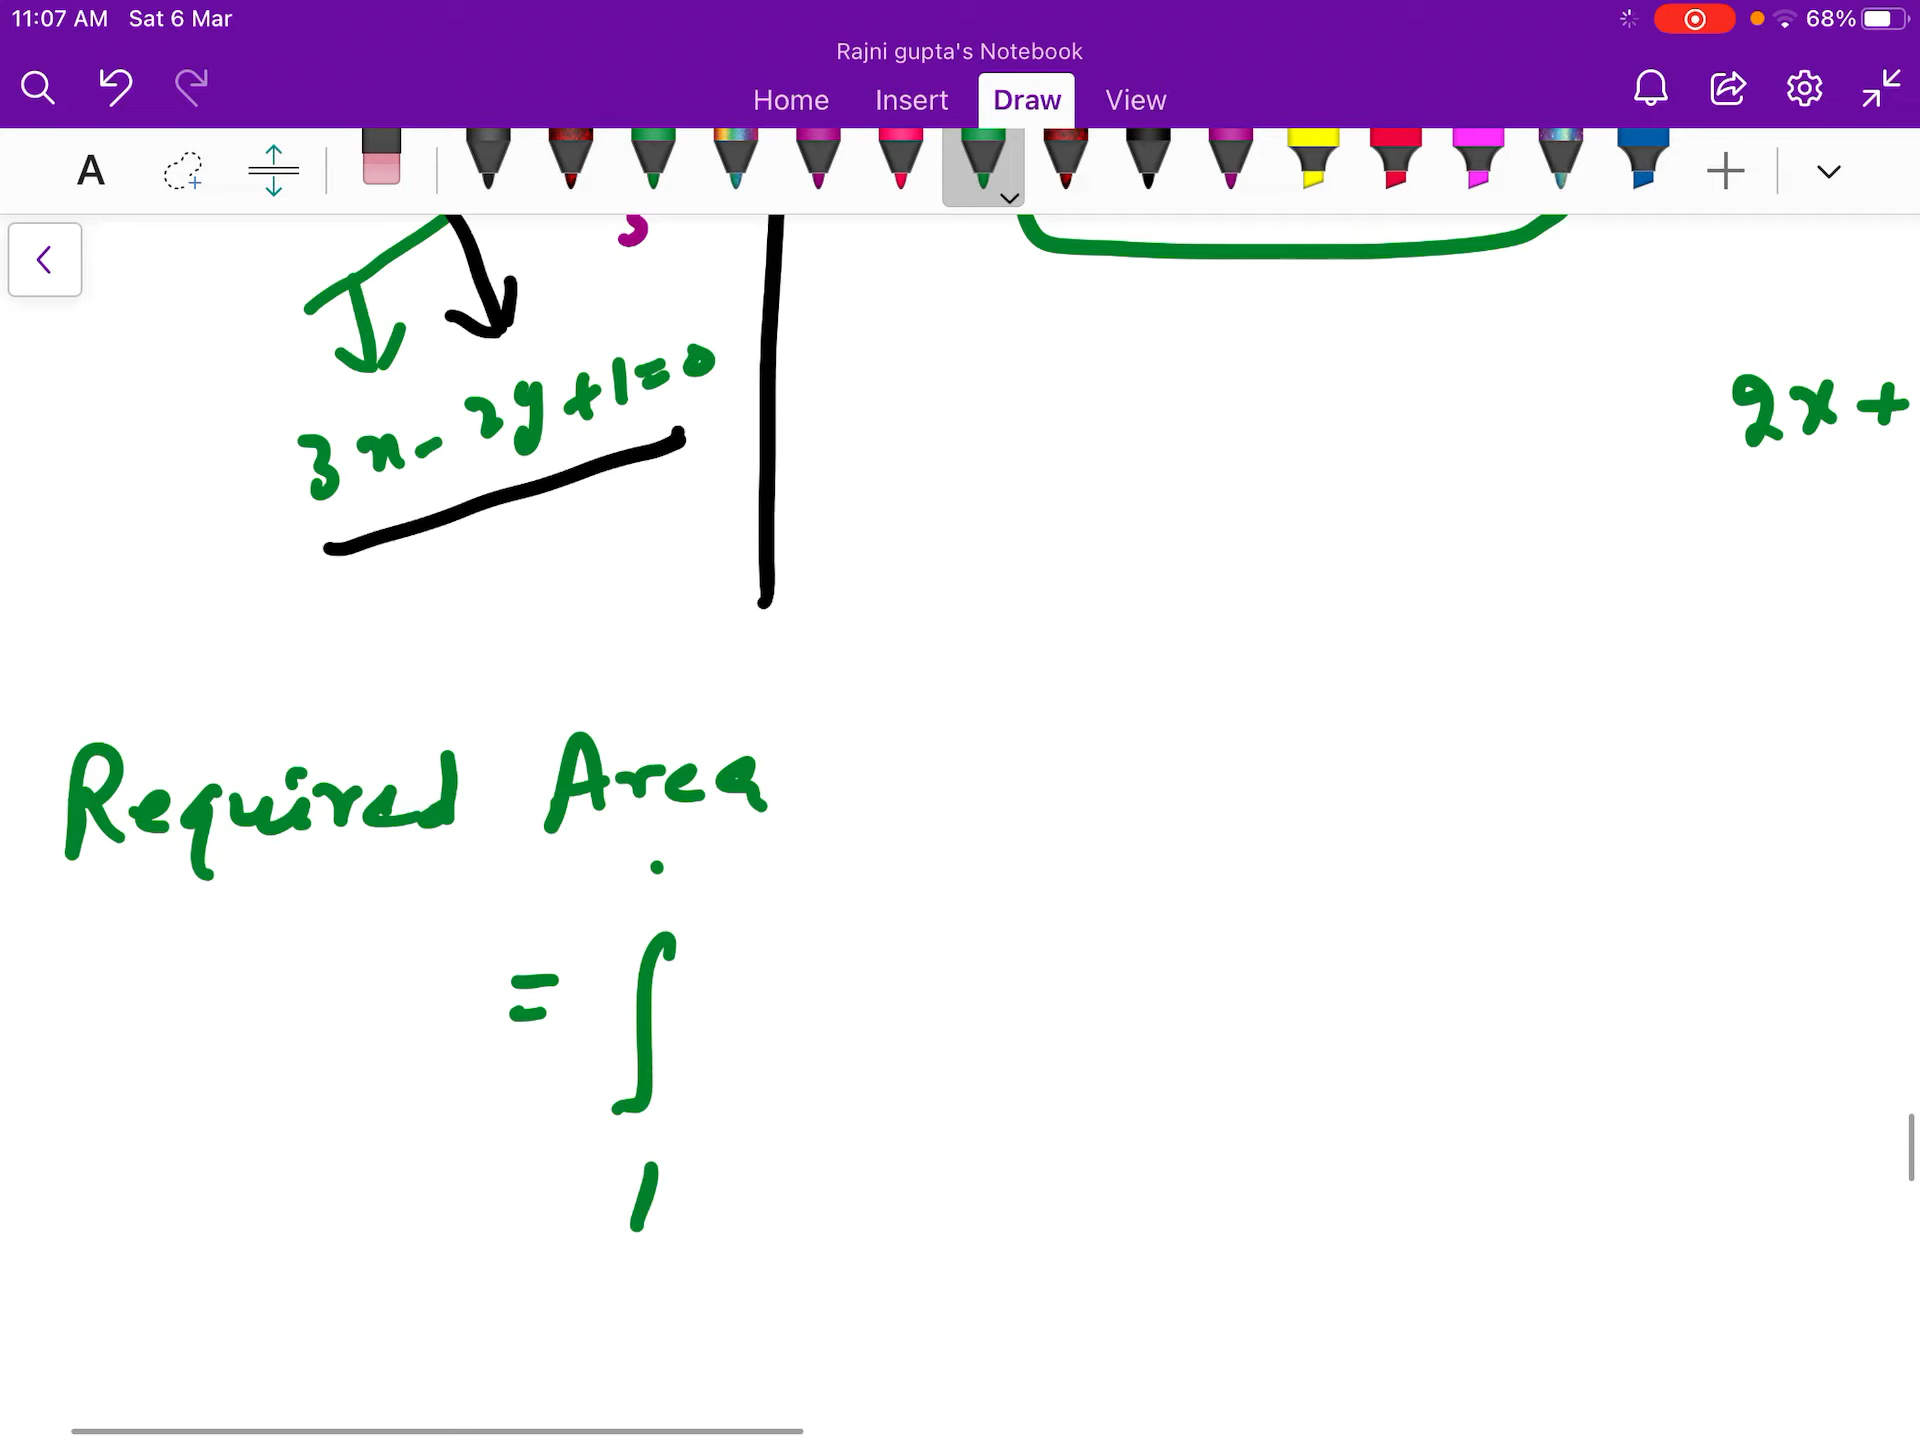 11:07 AM Sat 6 Mar 68%
Rajni gupta's Notebook
Home Insert Draw View
A
3
3x - 2y + 1 = 0
2x +
Required Area
= ∫
1